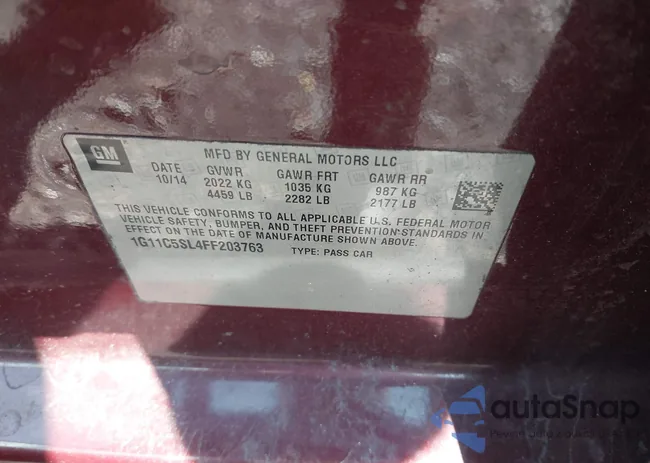 GM
MFD BY GENERAL MOTORS LLC
DATE GVWR GAWR FRT GAWR RR
10/14 2022 KG 1035 KG 987 KG
4459 LB 2282 LB 2177 LB
THIS VEHICLE CONFORMS TO ALL APPLICABLE U.S. FEDERAL MOTOR
VEHICLE SAFETY, BUMPER, AND THEFT PREVENTION STANDARDS IN
EFFECT ON THE DATE OF MANUFACTURE SHOWN ABOVE.
1G11C5SL4FF203763 TYPE: PASS CAR
autoSnap